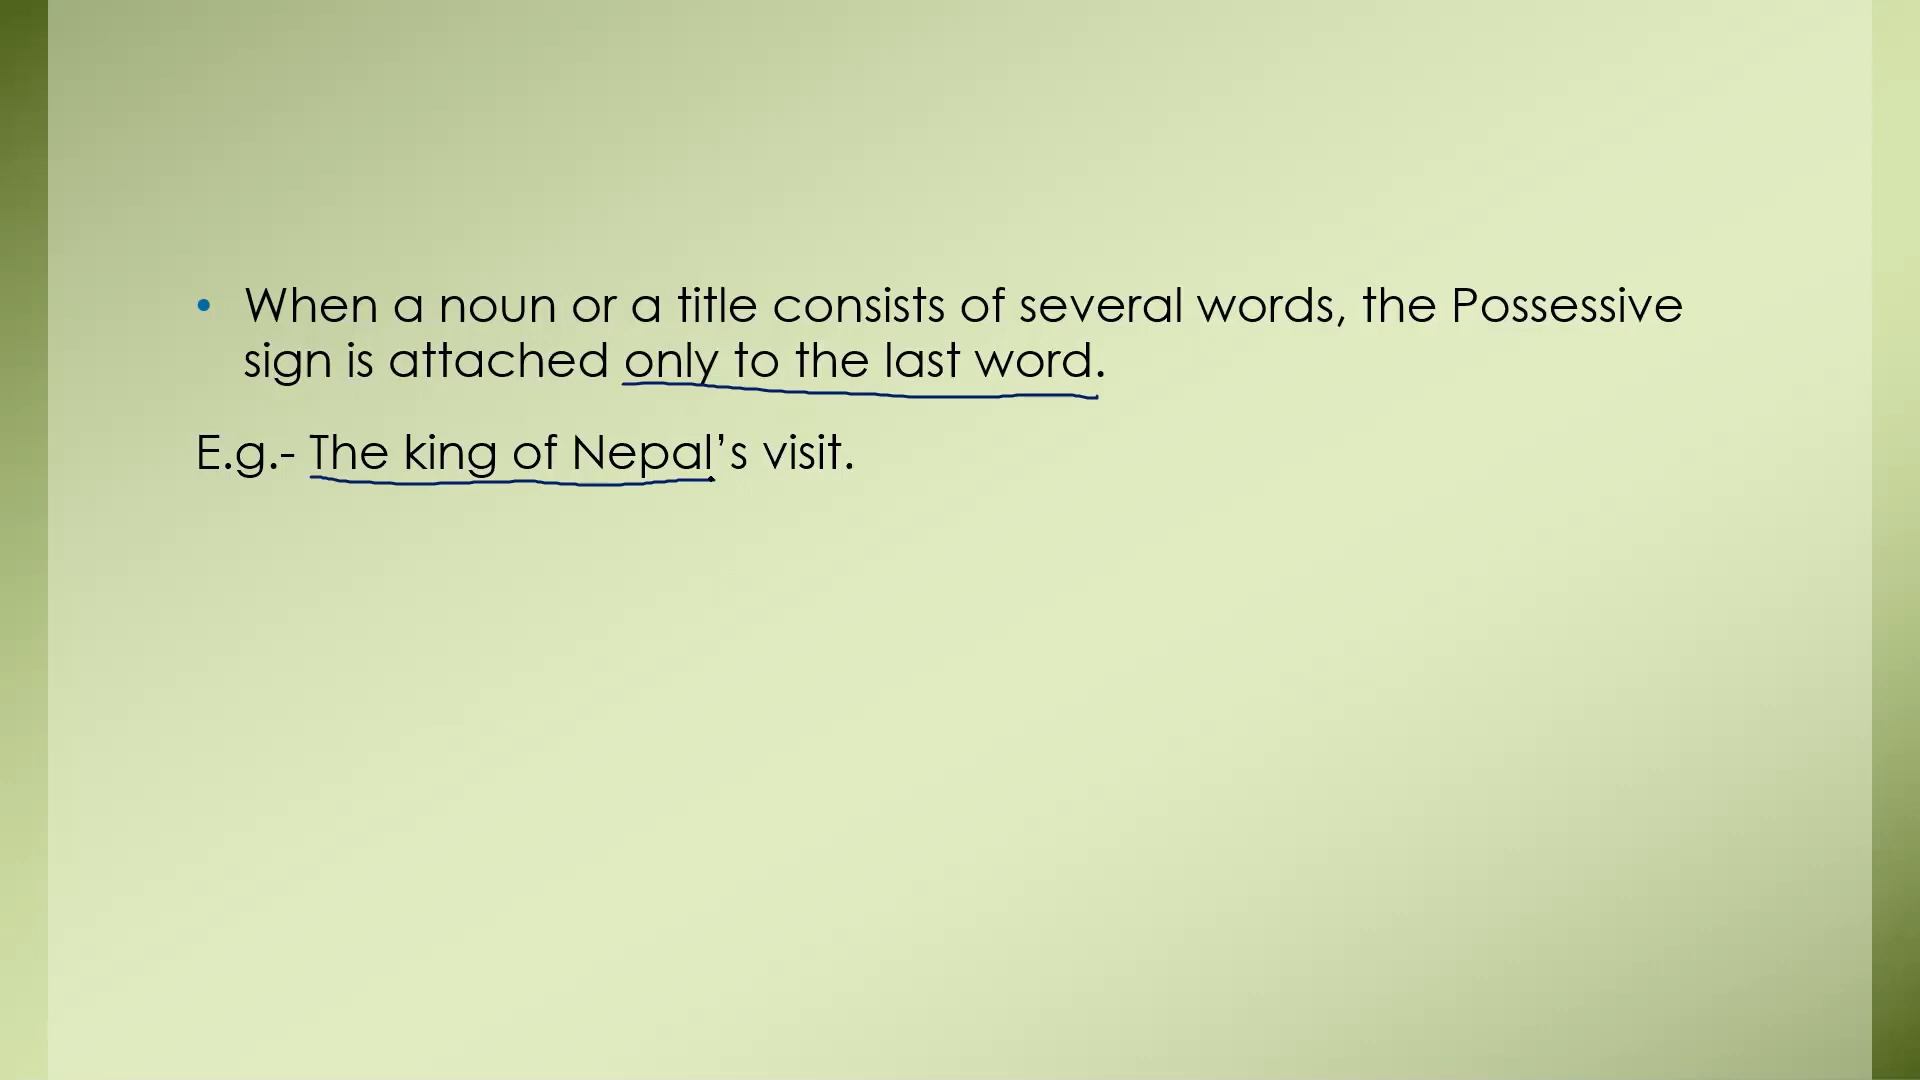 • When a noun or a title consists of several words, the Possessive
sign is attached only to the last word.
E.g.- The king of Nepal’s visit.